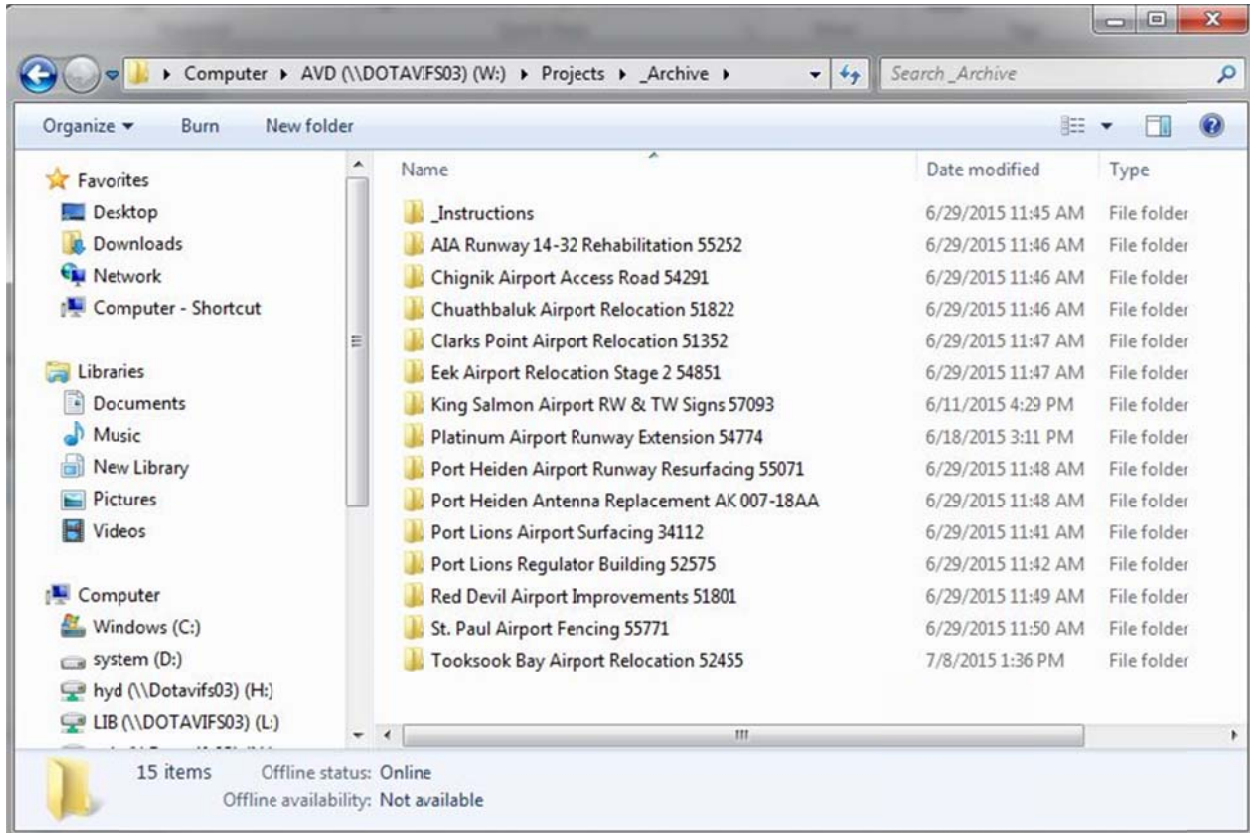 Computer ▸ AVD (\\DOTAVIFS03) (W:) ▸ Projects ▸ _Archive ▸ Search _Archive
Organize Burn New folder
Favorites
Desktop
Downloads
Network
Computer - Shortcut
Libraries
Documents
Music
New Library
Pictures
Videos
Computer
Windows (C:)
system (D:)
hyd (\\Dotavifs03) (H:)
LIB (\\DOTAVIFS03) (L:)
Name Date modified Type
_Instructions 6/29/2015 11:45 AM File folder
AIA Runway 14-32 Rehabilitation 55252 6/29/2015 11:46 AM File folder
Chignik Airport Access Road 54291 6/29/2015 11:46 AM File folder
Chuathbaluk Airport Relocation 51822 6/29/2015 11:46 AM File folder
Clarks Point Airport Relocation 51352 6/29/2015 11:47 AM File folder
Eek Airport Relocation Stage 2 54851 6/29/2015 11:47 AM File folder
King Salmon Airport RW & TW Signs 57093 6/11/2015 4:29 PM File folder
Platinum Airport Runway Extension 54774 6/18/2015 3:11 PM File folder
Port Heiden Airport Runway Resurfacing 55071 6/29/2015 11:48 AM File folder
Port Heiden Antenna Replacement AK 007-18AA 6/29/2015 11:48 AM File folder
Port Lions Airport Surfacing 34112 6/29/2015 11:41 AM File folder
Port Lions Regulator Building 52575 6/29/2015 11:42 AM File folder
Red Devil Airport Improvements 51801 6/29/2015 11:49 AM File folder
St. Paul Airport Fencing 55771 6/29/2015 11:50 AM File folder
Tooksook Bay Airport Relocation 52455 7/8/2015 1:36 PM File folder
15 items Offline status: Online
Offline availability: Not available